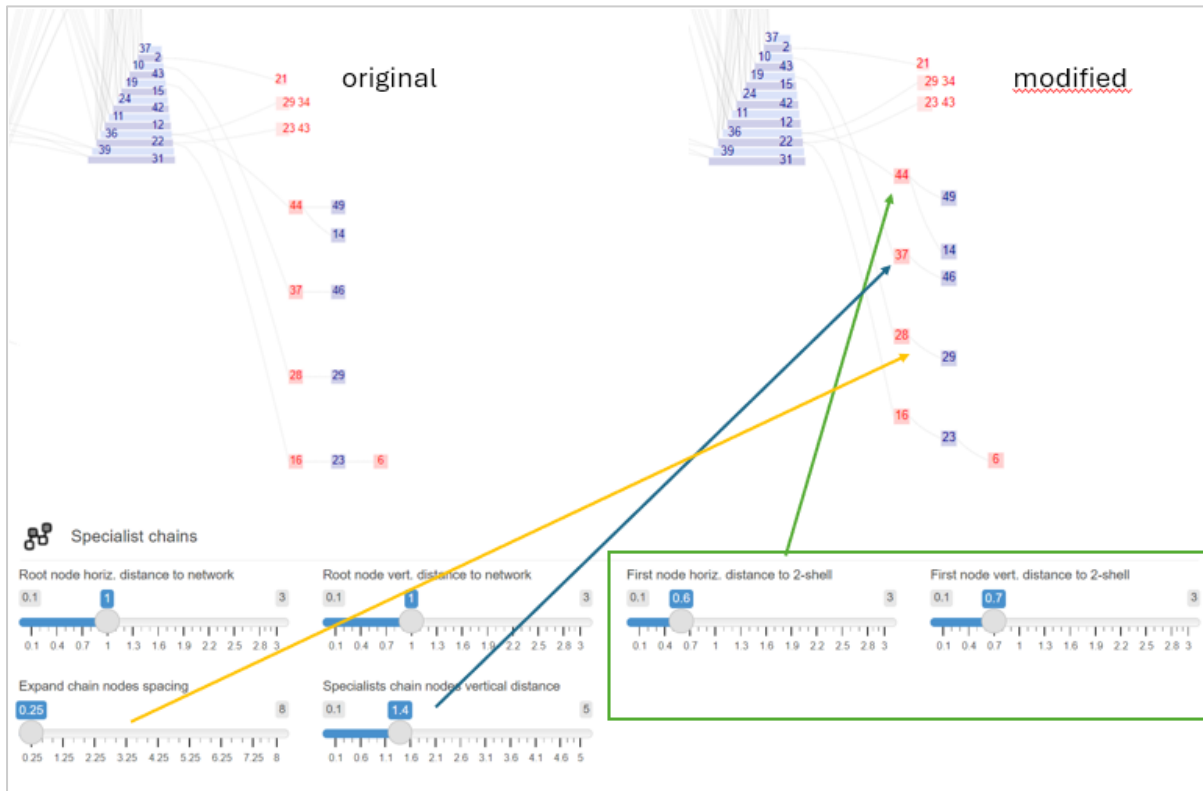 original
37
2
10
43
19
15
24
42
11
12
36
22
39
31
21
29 34
23 43
44 49
14
37 46
28 29
16 23 6
modified
37
2
10
43
19
15
24
42
11
12
36
22
39
31
21
29 34
23 43
44
49
14
37
46
28
29
16
23
6
Specialist chains
Root node horiz. distance to network
0.1 1 3
0.1 0.4 0.7 1 1.3 1.6 1.9 2.2 2.5 2.8 3
Root node vert. distance to network
0.1 1 3
0.1 0.4 0.7 1 1.3 1.6 1.9 2.2 2.5 2.8 3
First node horiz. distance to 2-shell
0.1 0.6 3
0.1 0.4 0.7 1 1.3 1.6 1.9 2.2 2.5 2.8 3
First node vert. distance to 2-shell
0.1 0.7 3
0.1 0.4 0.7 1 1.3 1.6 1.9 2.2 2.5 2.8 3
Expand chain nodes spacing
0.25 8
0.25 1.25 2.25 3.25 4.25 5.25 6.25 7.25 8
Specialists chain nodes vertical distance
0.1 1.4 5
0.1 0.6 1.1 1.6 2.1 2.6 3.1 3.6 4.1 4.6 5